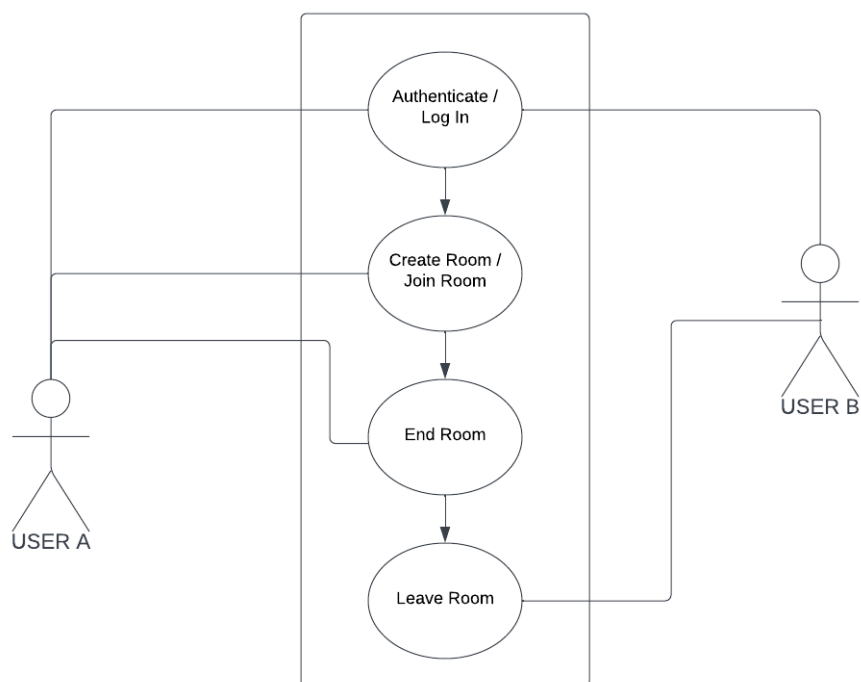 Authenticate /
Log In
Create Room /
Join Room
End Room
Leave Room
USER A
USER B